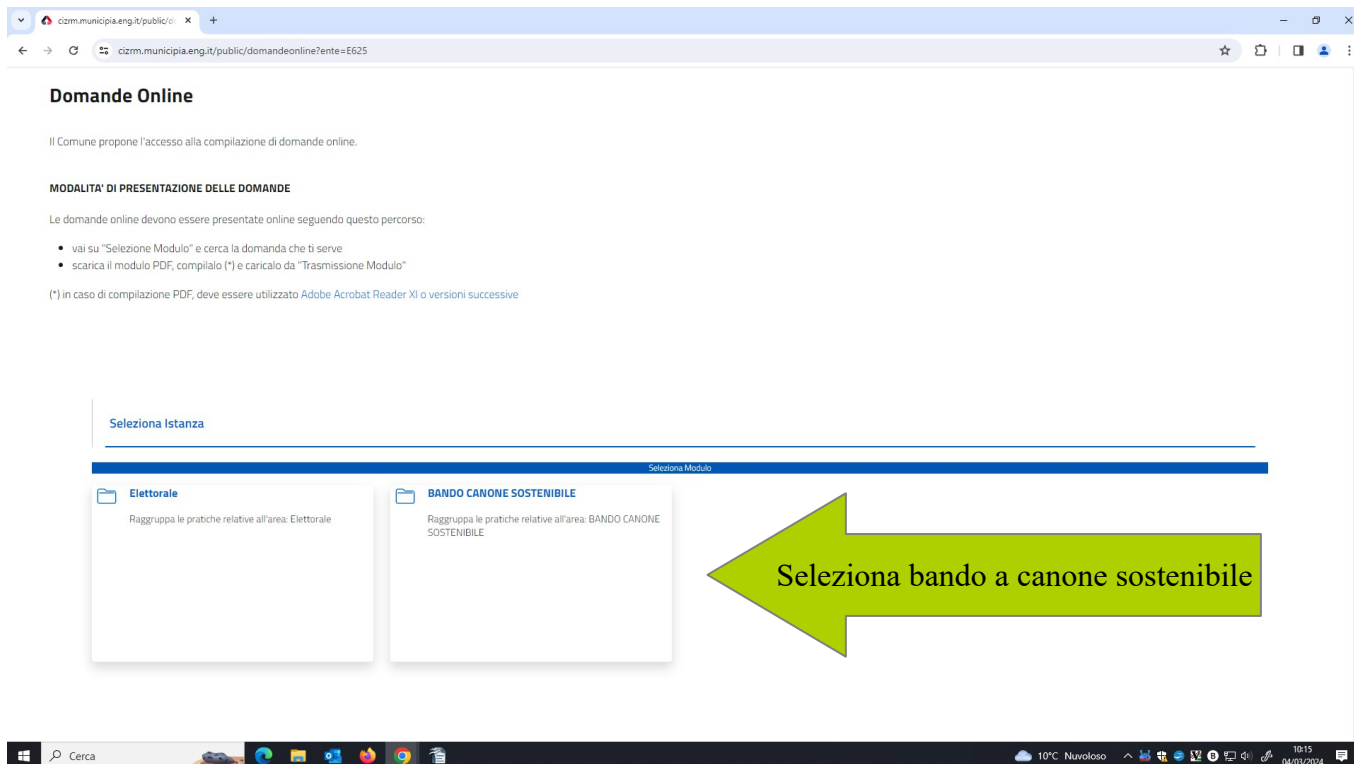 cizrm.municipia.eng.it/public/do
cizrm.municipia.eng.it/public/domandeonline?ente=E625
Domande Online
Il Comune propone l'accesso alla compilazione di domande online.
MODALITA' DI PRESENTAZIONE DELLE DOMANDE
Le domande online devono essere presentate online seguendo questo percorso:
vai su "Selezione Modulo" e cerca la domanda che ti serve
scarica il modulo PDF, compilalo (*) e caricalo da "Trasmissione Modulo"
(*) in caso di compilazione PDF, deve essere utilizzato Adobe Acrobat Reader XI o versioni successive
Seleziona Istanza
Seleziona Modulo
Elettorale
Raggruppa le pratiche relative all'area: Elettorale
BANDO CANONE SOSTENIBILE
Raggruppa le pratiche relative all'area: BANDO CANONE
SOSTENIBILE
Seleziona bando a canone sostenibile
Cerca
10°C Nuvoloso
10:15
04/03/2024